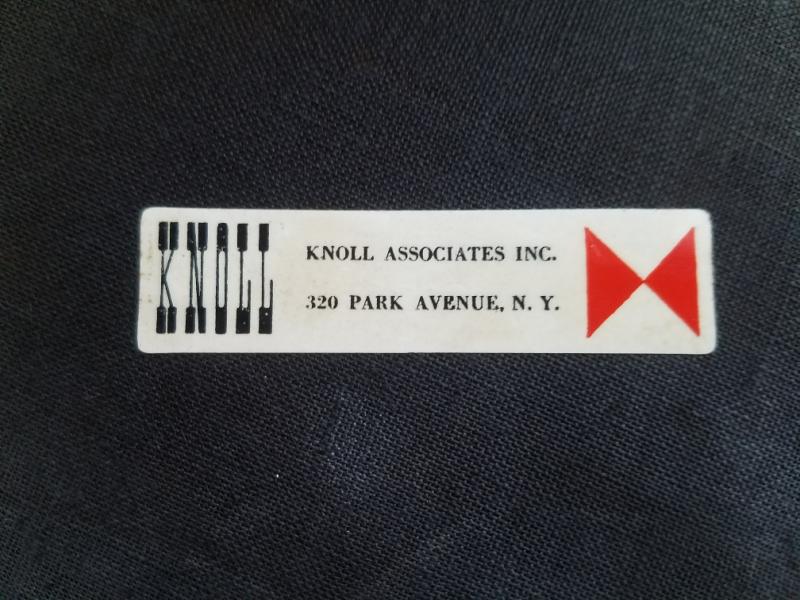 KNOLL
KNOLL ASSOCIATES INC.
320 PARK AVENUE, N. Y.